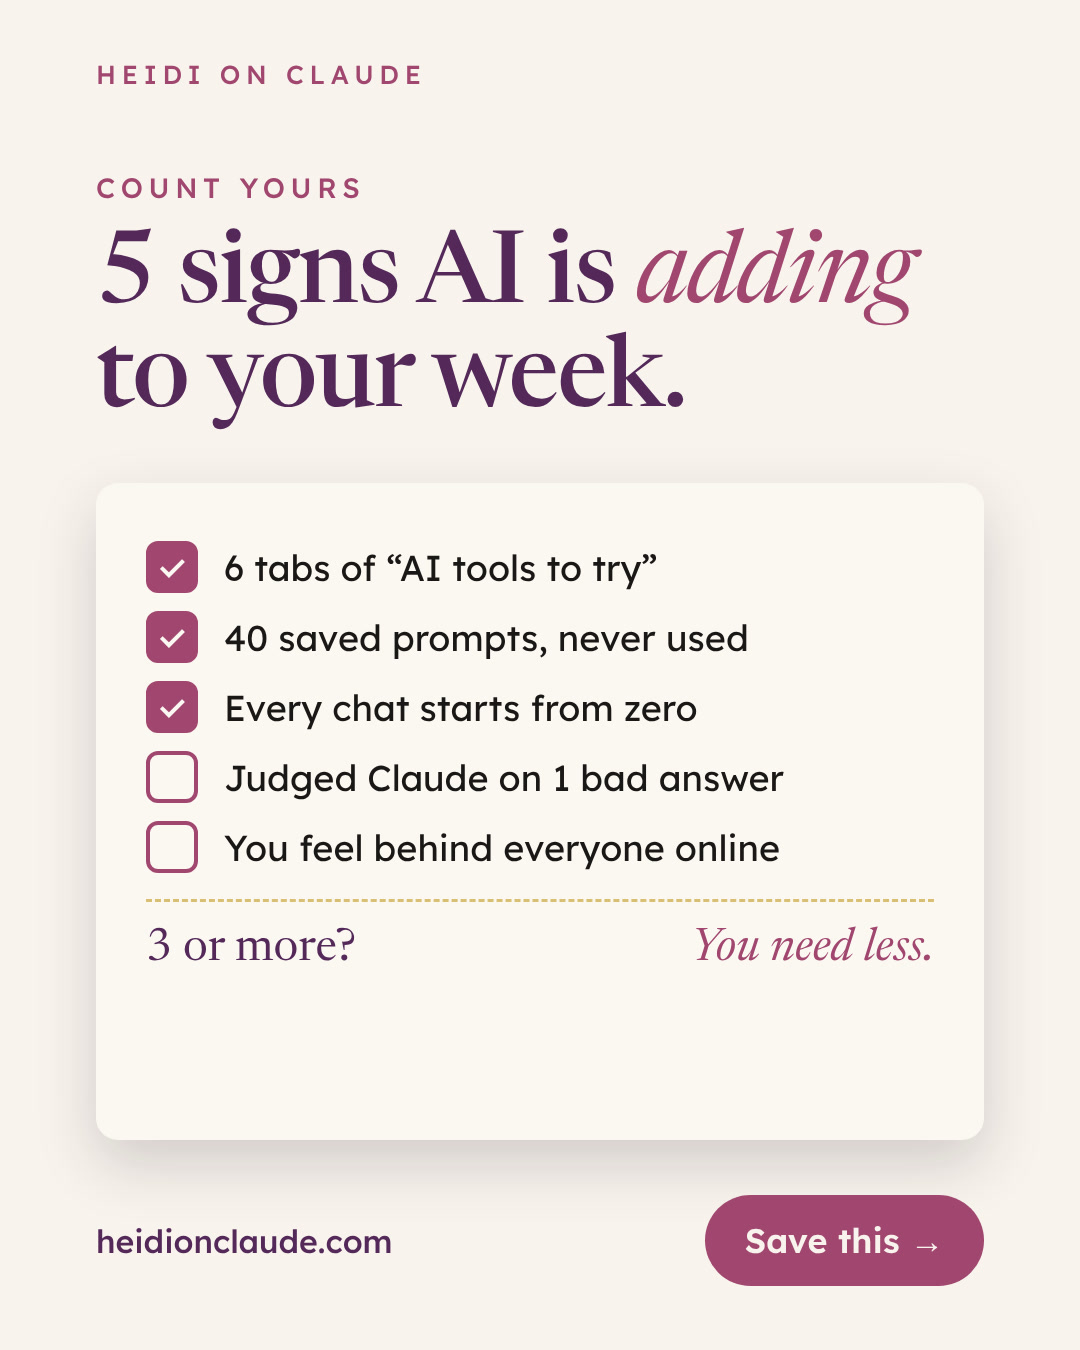 HEIDI ON CLAUDE
COUNT YOURS
5 signs AI is adding
to your week.
6 tabs of “AI tools to try”
40 saved prompts, never used
Every chat starts from zero
Judged Claude on 1 bad answer
You feel behind everyone online
3 or more? You need less.
heidionclaude.com
Save this →